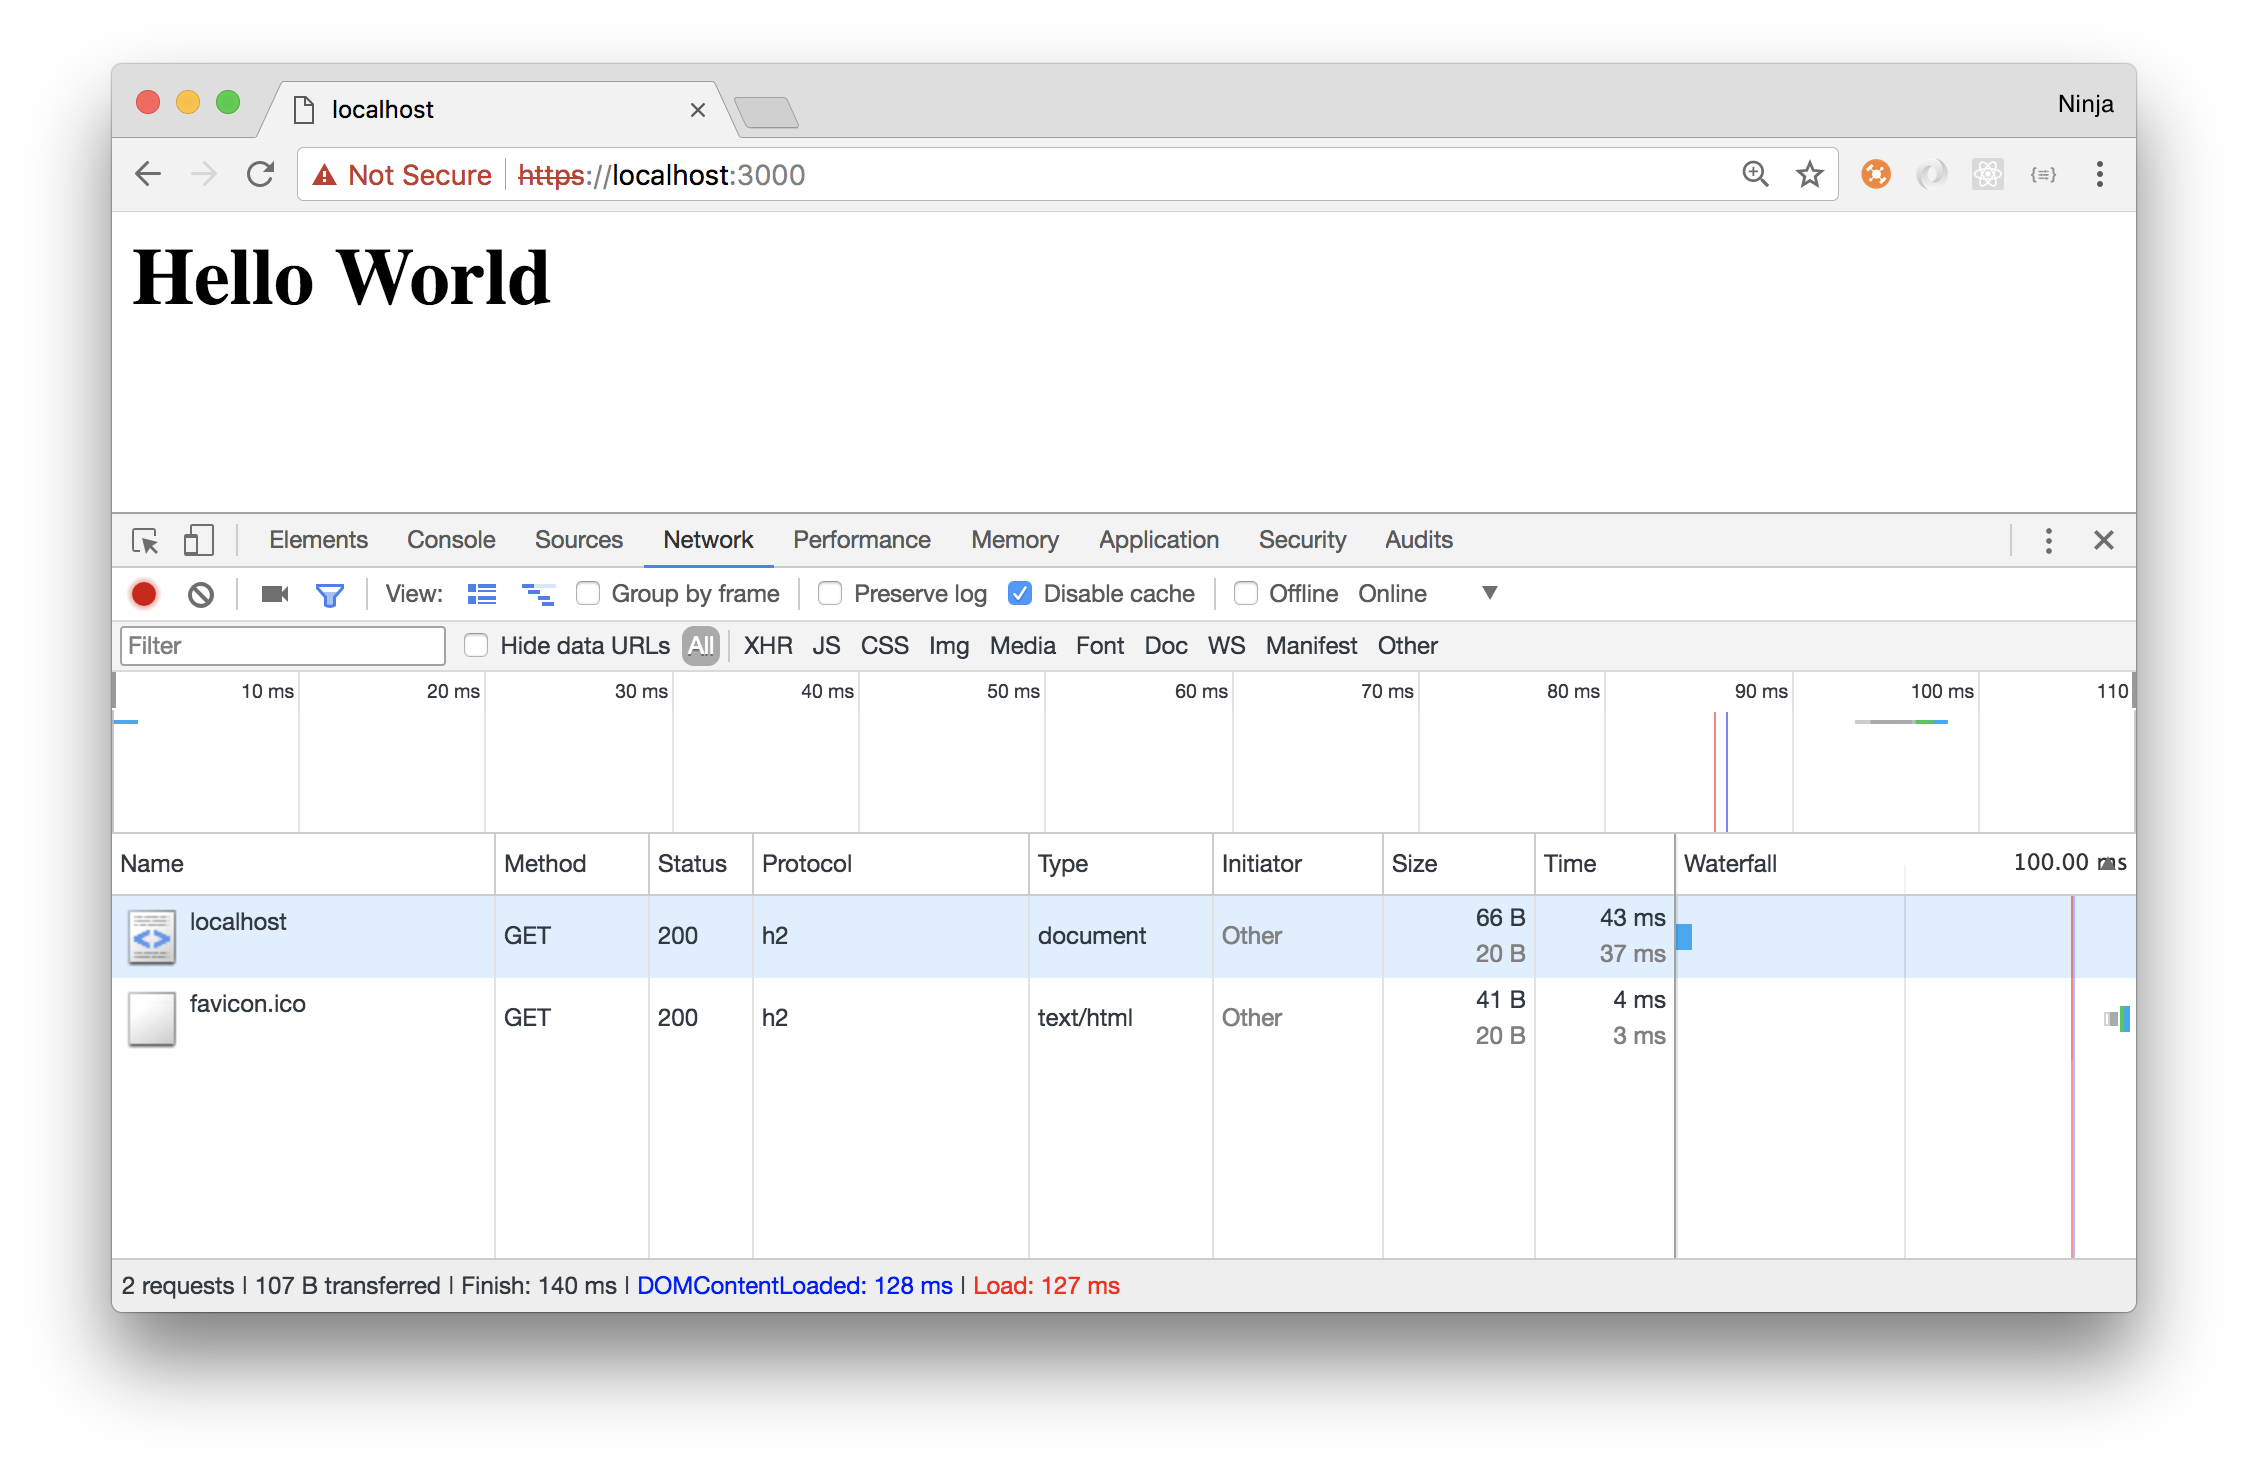 localhost
Ninja
Not Secure https://localhost:3000
Hello World
Elements Console Sources Network Performance Memory Application Security Audits
View: Group by frame Preserve log Disable cache Offline Online
Filter Hide data URLs All XHR JS CSS Img Media Font Doc WS Manifest Other
10 ms 20 ms 30 ms 40 ms 50 ms 60 ms 70 ms 80 ms 90 ms 100 ms 110
Name Method Status Protocol Type Initiator Size Time Waterfall 100.00 ms
localhost GET 200 h2 document Other 66 B 43 ms
20 B 37 ms
favicon.ico GET 200 h2 text/html Other 41 B 4 ms
20 B 3 ms
2 requests | 107 B transferred | Finish: 140 ms | DOMContentLoaded: 128 ms | Load: 127 ms